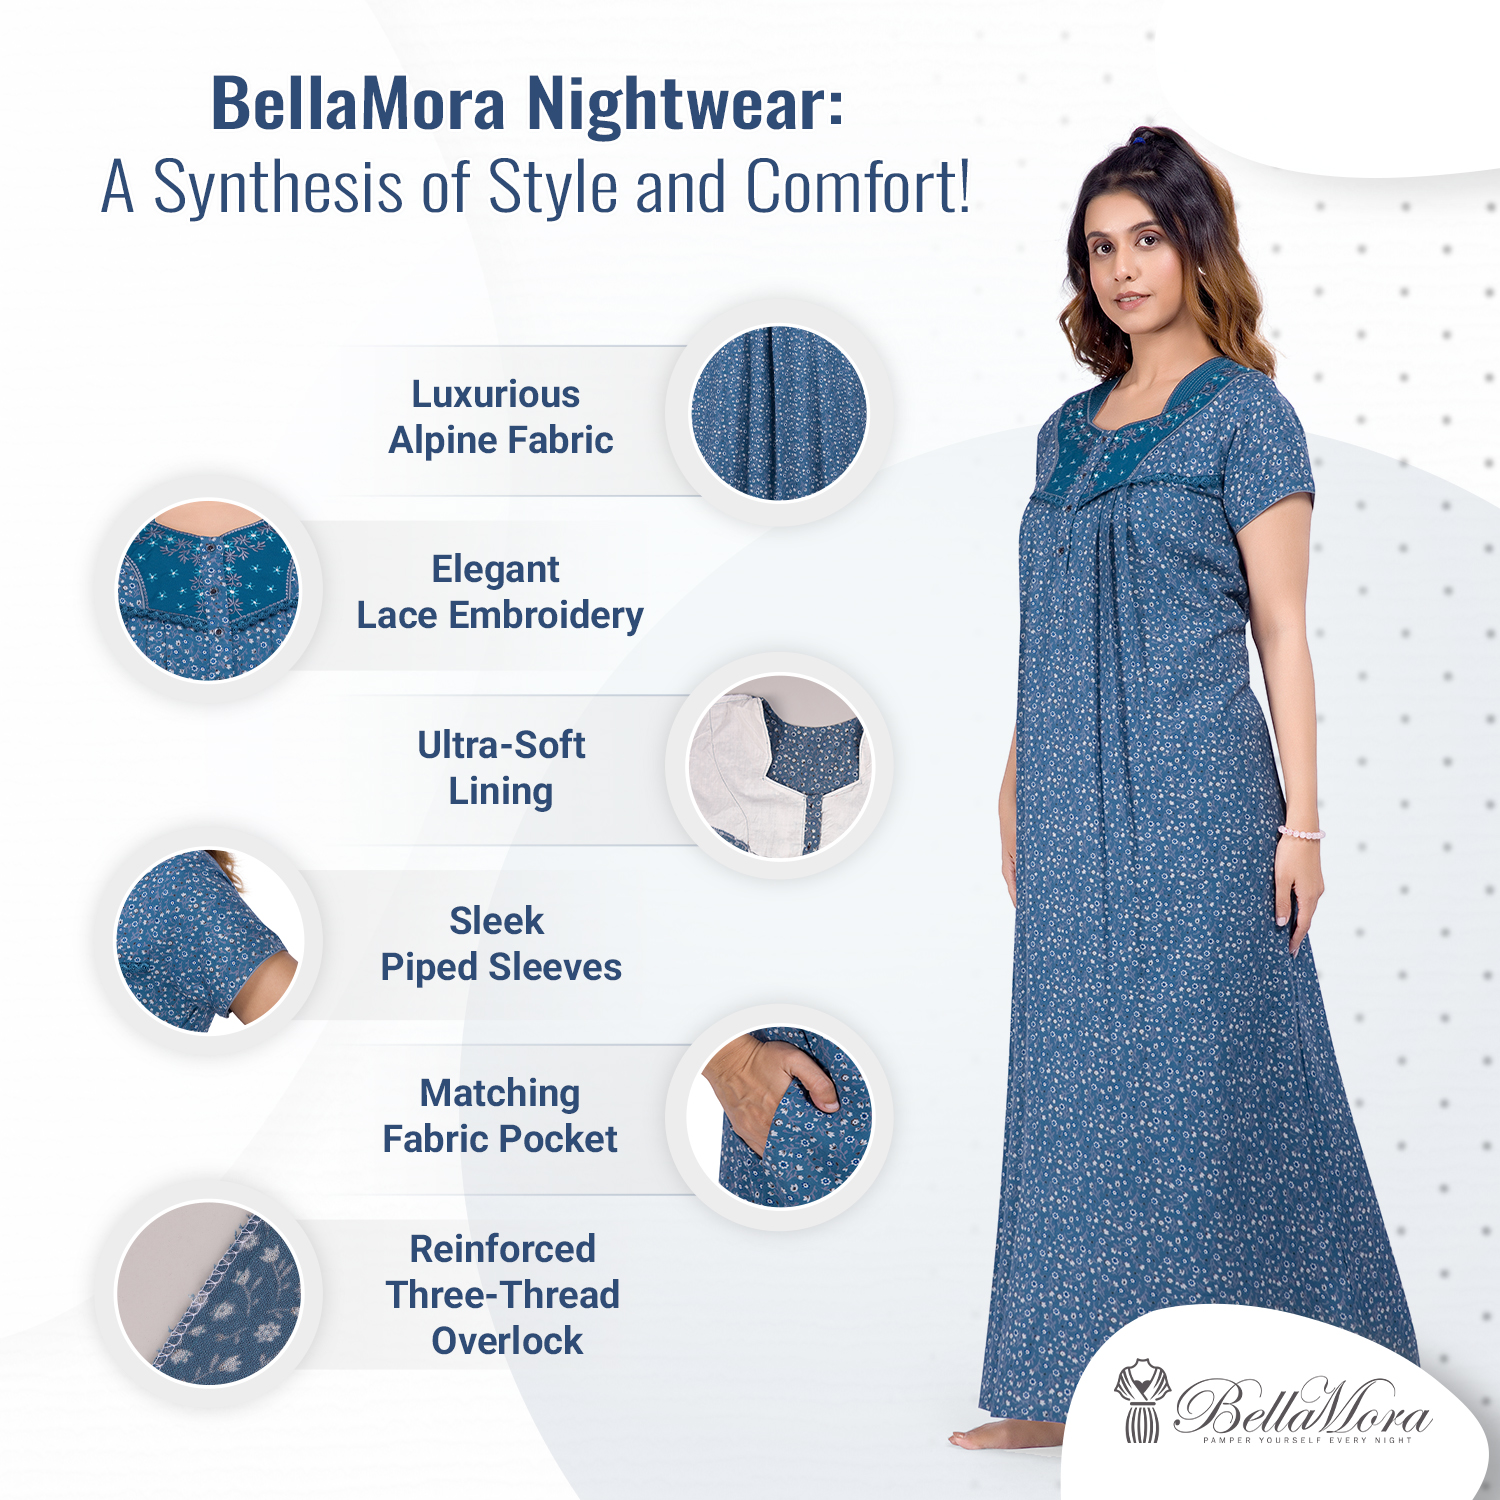 BellaMora Nightwear:
A Synthesis of Style and Comfort!
Luxurious
Alpine Fabric
Elegant
Lace Embroidery
Ultra-Soft
Lining
Sleek
Piped Sleeves
Matching
Fabric Pocket
Reinforced
Three-Thread
Overlock
BellaMora
PAMPER YOURSELF EVERY NIGHT